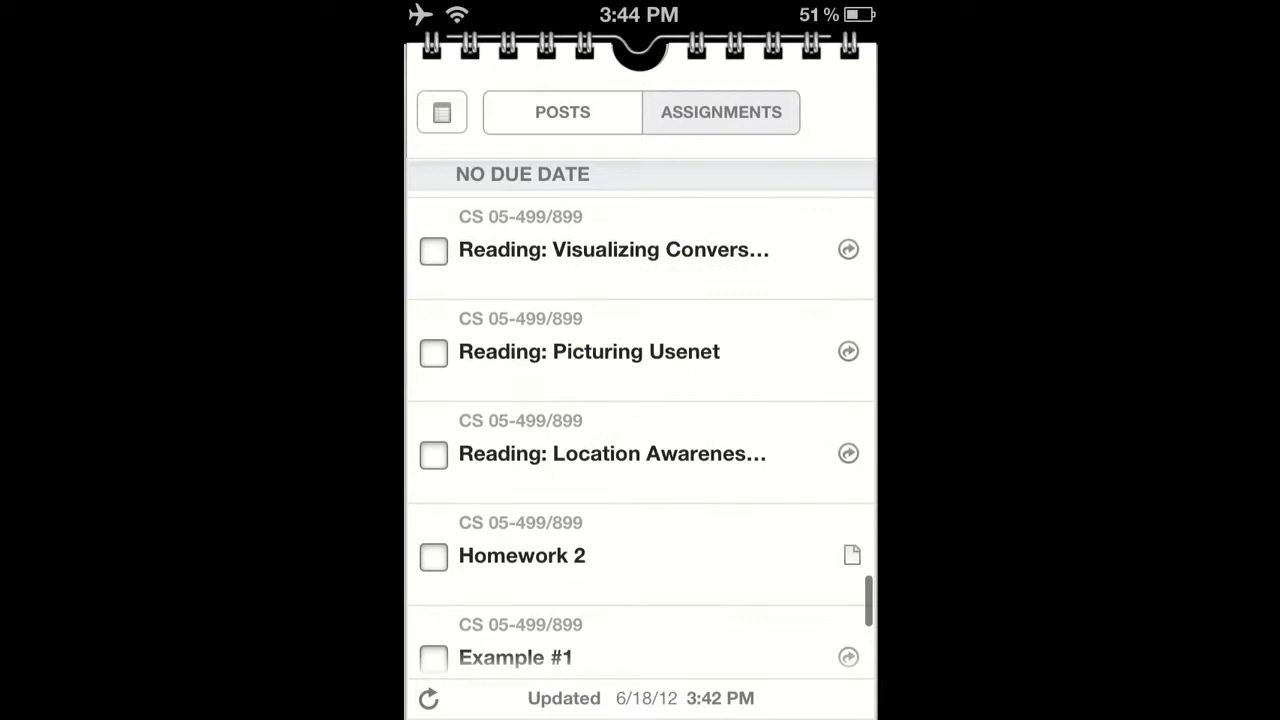 3:44 PM
51 %
POSTS
ASSIGNMENTS
NO DUE DATE
CS 05-499/899
Reading: Visualizing Convers...
CS 05-499/899
Reading: Picturing Usenet
CS 05-499/899
Reading: Location Awarenes...
CS 05-499/899
Homework 2
CS 05-499/899
Example #1
Updated 6/18/12 3:42 PM